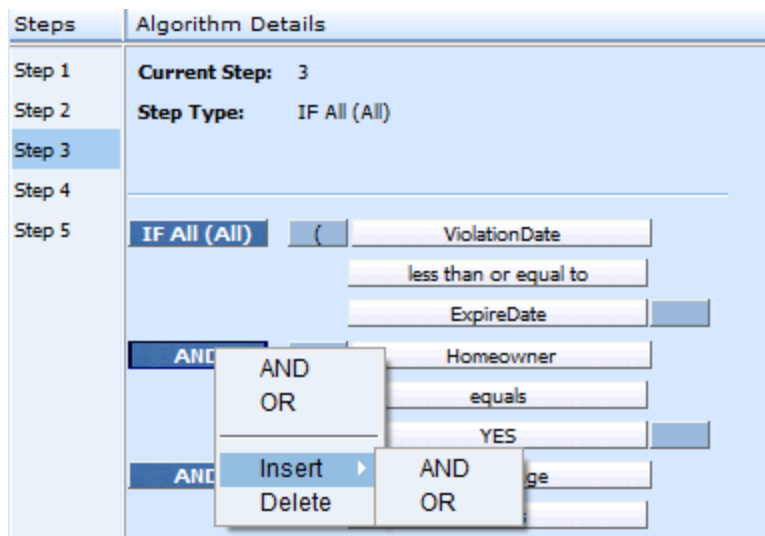 Steps
Algorithm Details
Step 1
Current Step: 3
Step 2
Step Type: IF All (All)
Step 3
Step 4
Step 5
IF All (All) ( ViolationDate
less than or equal to
ExpireDate
AND Homeowner
AND
OR
equals
YES
Insert
AND
Delete
OR